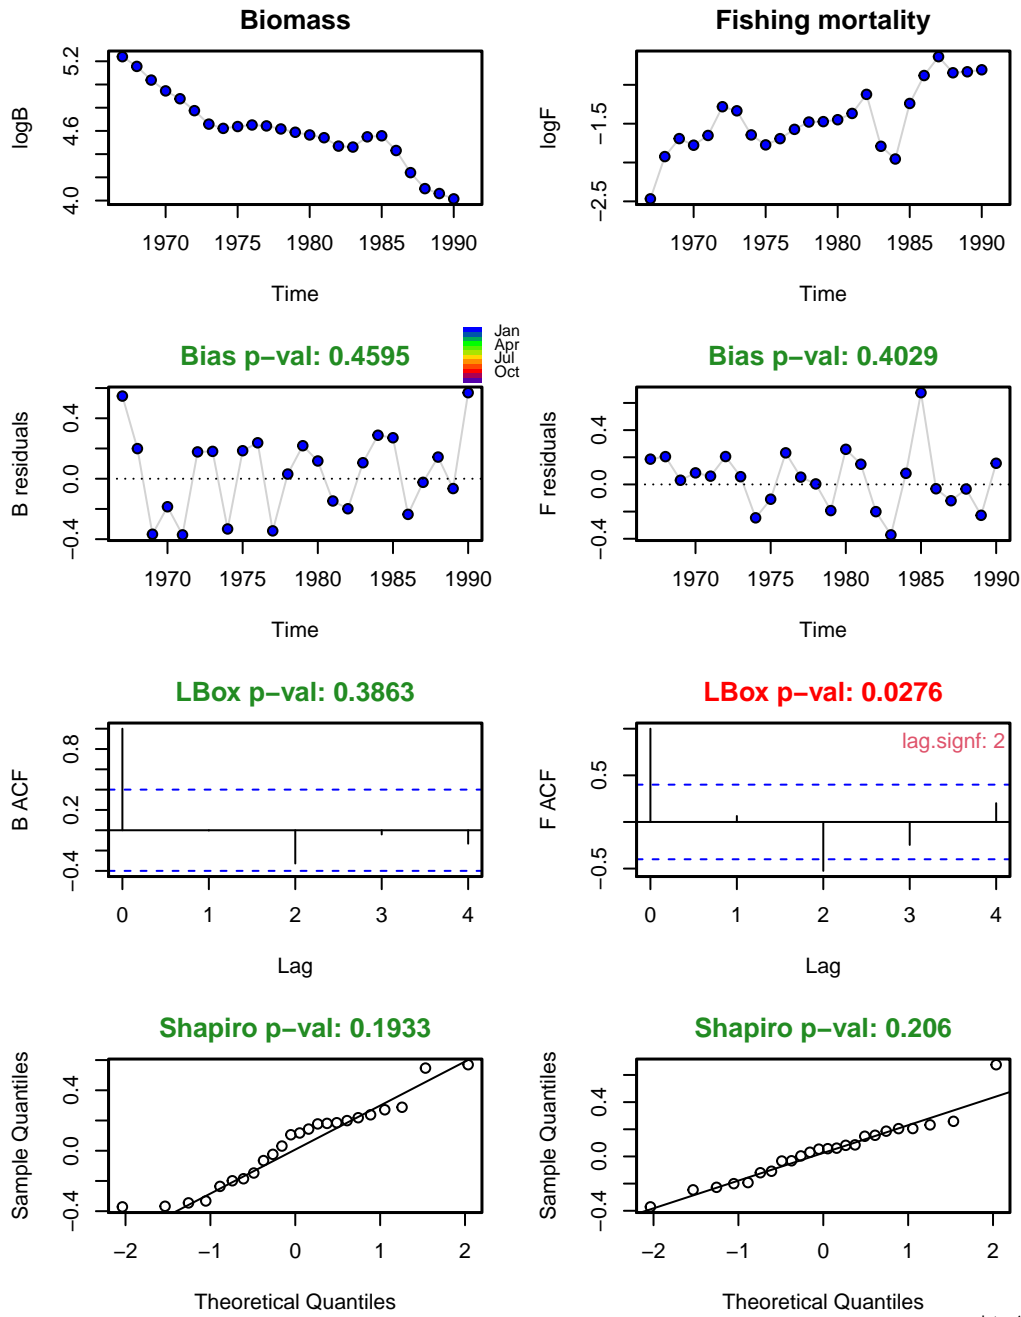 Biomass
Fishing mortality
logB
5.2
4.6
4.0
1970 1975 1980 1985 1990
Time
logF
−1.5
−2.5
1970 1975 1980 1985 1990
Time
Jan
Apr
Jul
Oct
Bias p−val: 0.4595
Bias p−val: 0.4029
B residuals
0.4
0.0
−0.4
1970 1975 1980 1985 1990
Time
F residuals
0.4
0.0
−0.4
1970 1975 1980 1985 1990
Time
LBox p−val: 0.3863
LBox p−val: 0.0276
B ACF
0.8
0.2
−0.4
0 1 2 3 4
Lag
lag.signf: 2
F ACF
0.5
−0.5
0 1 2 3 4
Lag
Shapiro p−val: 0.1933
Shapiro p−val: 0.206
Sample Quantiles
0.4
0.0
−0.4
−2 −1 0 1 2
Theoretical Quantiles
Sample Quantiles
0.4
0.0
−0.4
−2 −1 0 1 2
Theoretical Quantiles